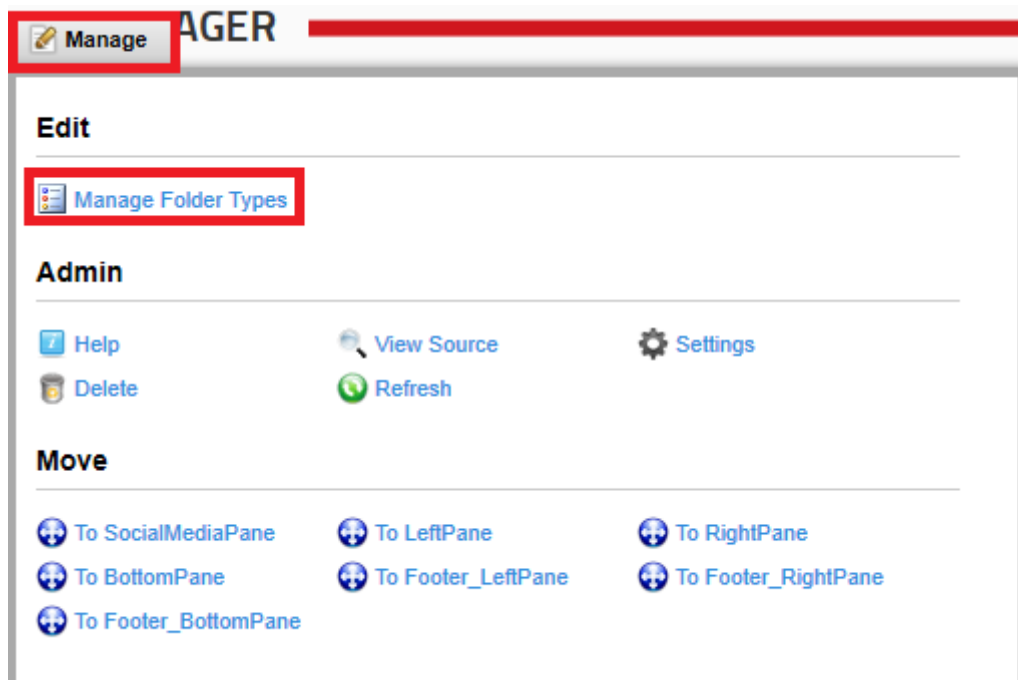 Manage AGER
Edit
Manage Folder Types
Admin
Help View Source Settings
Delete Refresh
Move
To SocialMediaPane To LeftPane To RightPane
To BottomPane To Footer_LeftPane To Footer_RightPane
To Footer_BottomPane